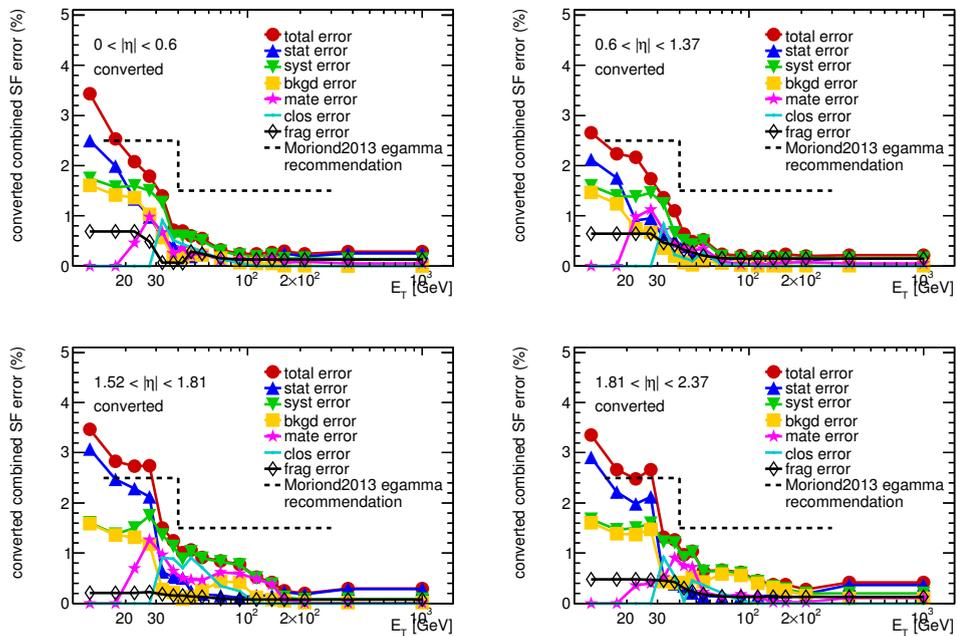 converted combined SF error (%)
5
4
3
2
1
0
0 < |η| < 0.6
converted
total error
stat error
syst error
bkgd error
mate error
clos error
frag error
Moriond2013 egamma
recommendation
20
30
10²
2×10²
10³
E_T [GeV]
converted combined SF error (%)
5
4
3
2
1
0
0.6 < |η| < 1.37
converted
total error
stat error
syst error
bkgd error
mate error
clos error
frag error
Moriond2013 egamma
recommendation
20
30
10²
2×10²
10³
E_T [GeV]
converted combined SF error (%)
5
4
3
2
1
0
1.52 < |η| < 1.81
converted
total error
stat error
syst error
bkgd error
mate error
clos error
frag error
Moriond2013 egamma
recommendation
20
30
10²
2×10²
10³
E_T [GeV]
converted combined SF error (%)
5
4
3
2
1
0
1.81 < |η| < 2.37
converted
total error
stat error
syst error
bkgd error
mate error
clos error
frag error
Moriond2013 egamma
recommendation
20
30
10²
2×10²
10³
E_T [GeV]